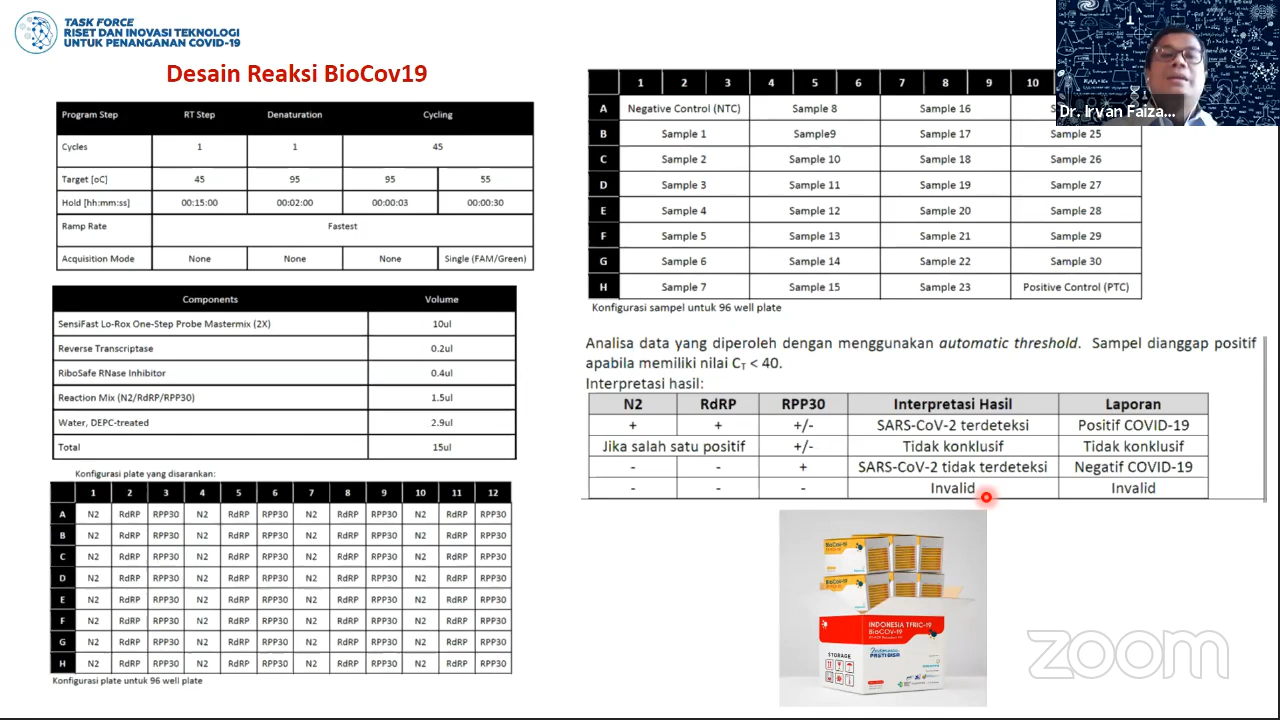 TASK FORCE
RISET DAN INOVASI TEKNOLOGI
UNTUK PENANGANAN COVID-19
Desain Reaksi BioCov19
Program Step RT Step Denaturation Cycling
Cycles 1 1 45
Target [oC] 45 95 95 55
Hold [hh:mm:ss] 00:15:00 00:02:00 00:00:03 00:00:30
Ramp Rate Fastest
Acquisition Mode None None None Single (FAM/Green)
Components Volume
SensiFast Lo-Rox One-Step Probe Mastermix (2X) 10ul
Reverse Transcriptase 0.2ul
RiboSafe RNase Inhibitor 0.4ul
Reaction Mix (N2/RdRP/RPP30) 1.5ul
Water, DEPC-treated 2.9ul
Total 15ul
Konfigurasi plate yang disarankan:
1 2 3 4 5 6 7 8 9 10 11 12
A N2 RdRP RPP30 N2 RdRP RPP30 N2 RdRP RPP30 N2 RdRP RPP30
B N2 RdRP RPP30 N2 RdRP RPP30 N2 RdRP RPP30 N2 RdRP RPP30
C N2 RdRP RPP30 N2 RdRP RPP30 N2 RdRP RPP30 N2 RdRP RPP30
D N2 RdRP RPP30 N2 RdRP RPP30 N2 RdRP RPP30 N2 RdRP RPP30
E N2 RdRP RPP30 N2 RdRP RPP30 N2 RdRP RPP30 N2 RdRP RPP30
F N2 RdRP RPP30 N2 RdRP RPP30 N2 RdRP RPP30 N2 RdRP RPP30
G N2 RdRP RPP30 N2 RdRP RPP30 N2 RdRP RPP30 N2 RdRP RPP30
H N2 RdRP RPP30 N2 RdRP RPP30 N2 RdRP RPP30 N2 RdRP RPP30
Konfigurasi plate untuk 96 well plate
1 2 3 4 5 6 7 8 9 10
A Negative Control (NTC) Sample 8 Sample 16
B Sample 1 Sample9 Sample 17 Sample 25
C Sample 2 Sample 10 Sample 18 Sample 26
D Sample 3 Sample 11 Sample 19 Sample 27
E Sample 4 Sample 12 Sample 20 Sample 28
F Sample 5 Sample 13 Sample 21 Sample 29
G Sample 6 Sample 14 Sample 22 Sample 30
H Sample 7 Sample 15 Sample 23 Positive Control (PTC)
Konfigurasi sampel untuk 96 well plate
Dr. Irvan Faiza...
Analisa data yang diperoleh dengan menggunakan automatic threshold. Sampel dianggap positif
apabila memiliki nilai CT < 40.
Interpretasi hasil:
N2 RdRP RPP30 Interpretasi Hasil Laporan
+ + +/- SARS-CoV-2 terdeteksi Positif COVID-19
Jika salah satu positif +/- Tidak konklusif Tidak konklusif
- - + SARS-CoV-2 tidak terdeteksi Negatif COVID-19
- - - Invalid Invalid
BioCov-19
BioCov-19
INDONESIA TFRIC-19
BioCOV-19
STORAGE
Indonesia
PASTI BISA
zoom